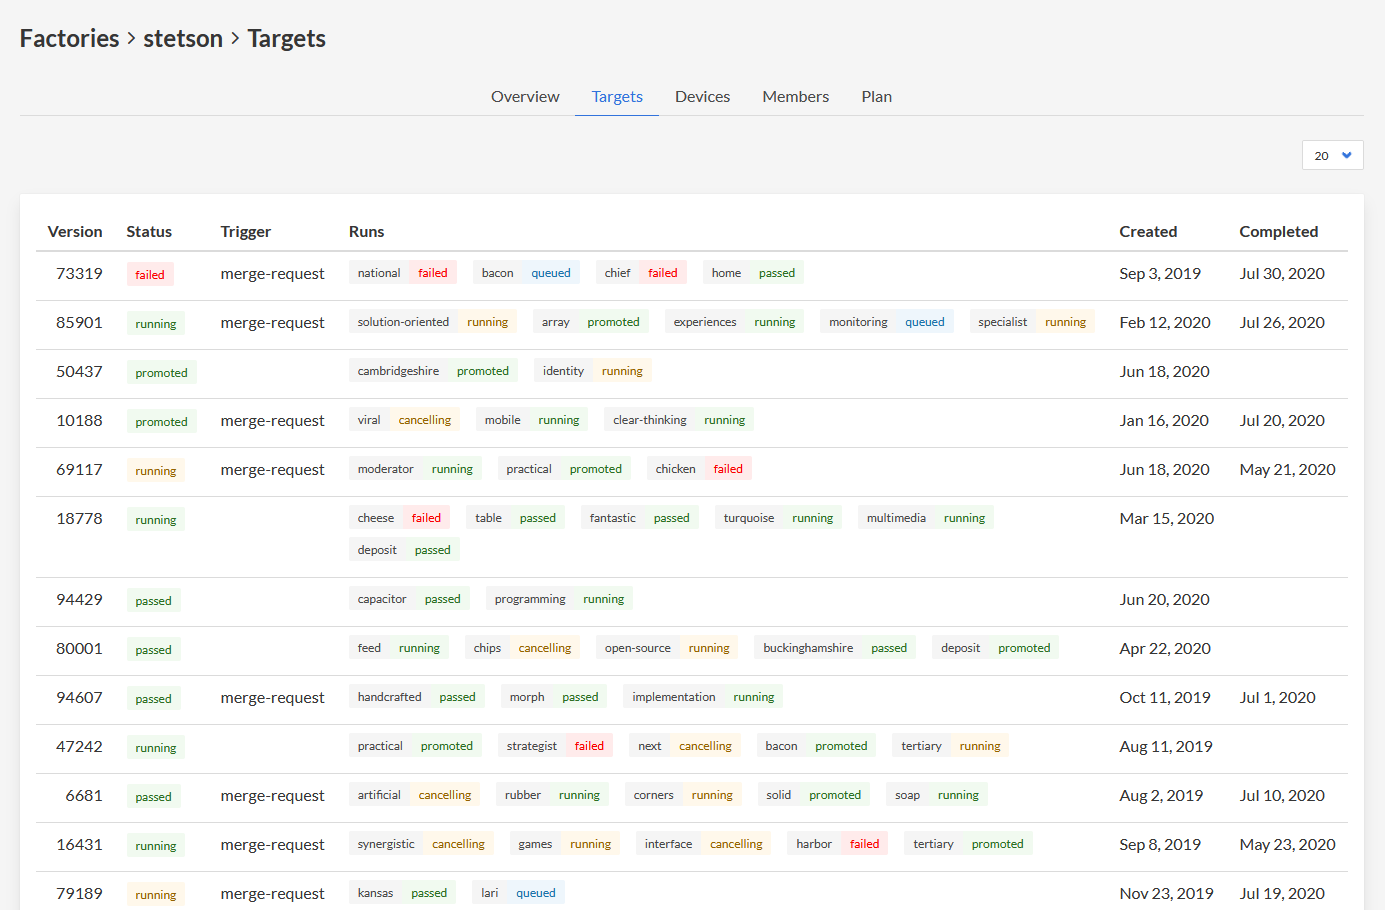 Factories > stetson > Targets
Overview Targets Devices Members Plan
20
Version Status Trigger Runs Created Completed
73319 failed merge-request national failed bacon queued chief failed home passed Sep 3, 2019 Jul 30, 2020
85901 running merge-request solution-oriented running array promoted experiences running monitoring queued specialist running Feb 12, 2020 Jul 26, 2020
50437 promoted cambridgeshire promoted identity running Jun 18, 2020
10188 promoted merge-request viral cancelling mobile running clear-thinking running Jan 16, 2020 Jul 20, 2020
69117 running merge-request moderator running practical promoted chicken failed Jun 18, 2020 May 21, 2020
18778 running cheese failed table passed fantastic passed turquoise running multimedia running Mar 15, 2020
deposit passed
94429 passed capacitor passed programming running Jun 20, 2020
80001 passed feed running chips cancelling open-source running buckinghamshire passed deposit promoted Apr 22, 2020
94607 passed merge-request handcrafted passed morph passed implementation running Oct 11, 2019 Jul 1, 2020
47242 running practical promoted strategist failed next cancelling bacon promoted tertiary running Aug 11, 2019
6681 passed merge-request artificial cancelling rubber running corners running solid promoted soap running Aug 2, 2019 Jul 10, 2020
16431 running merge-request synergistic cancelling games running interface cancelling harbor failed tertiary promoted Sep 8, 2019 May 23, 2020
79189 running merge-request kansas passed lari queued Nov 23, 2019 Jul 19, 2020